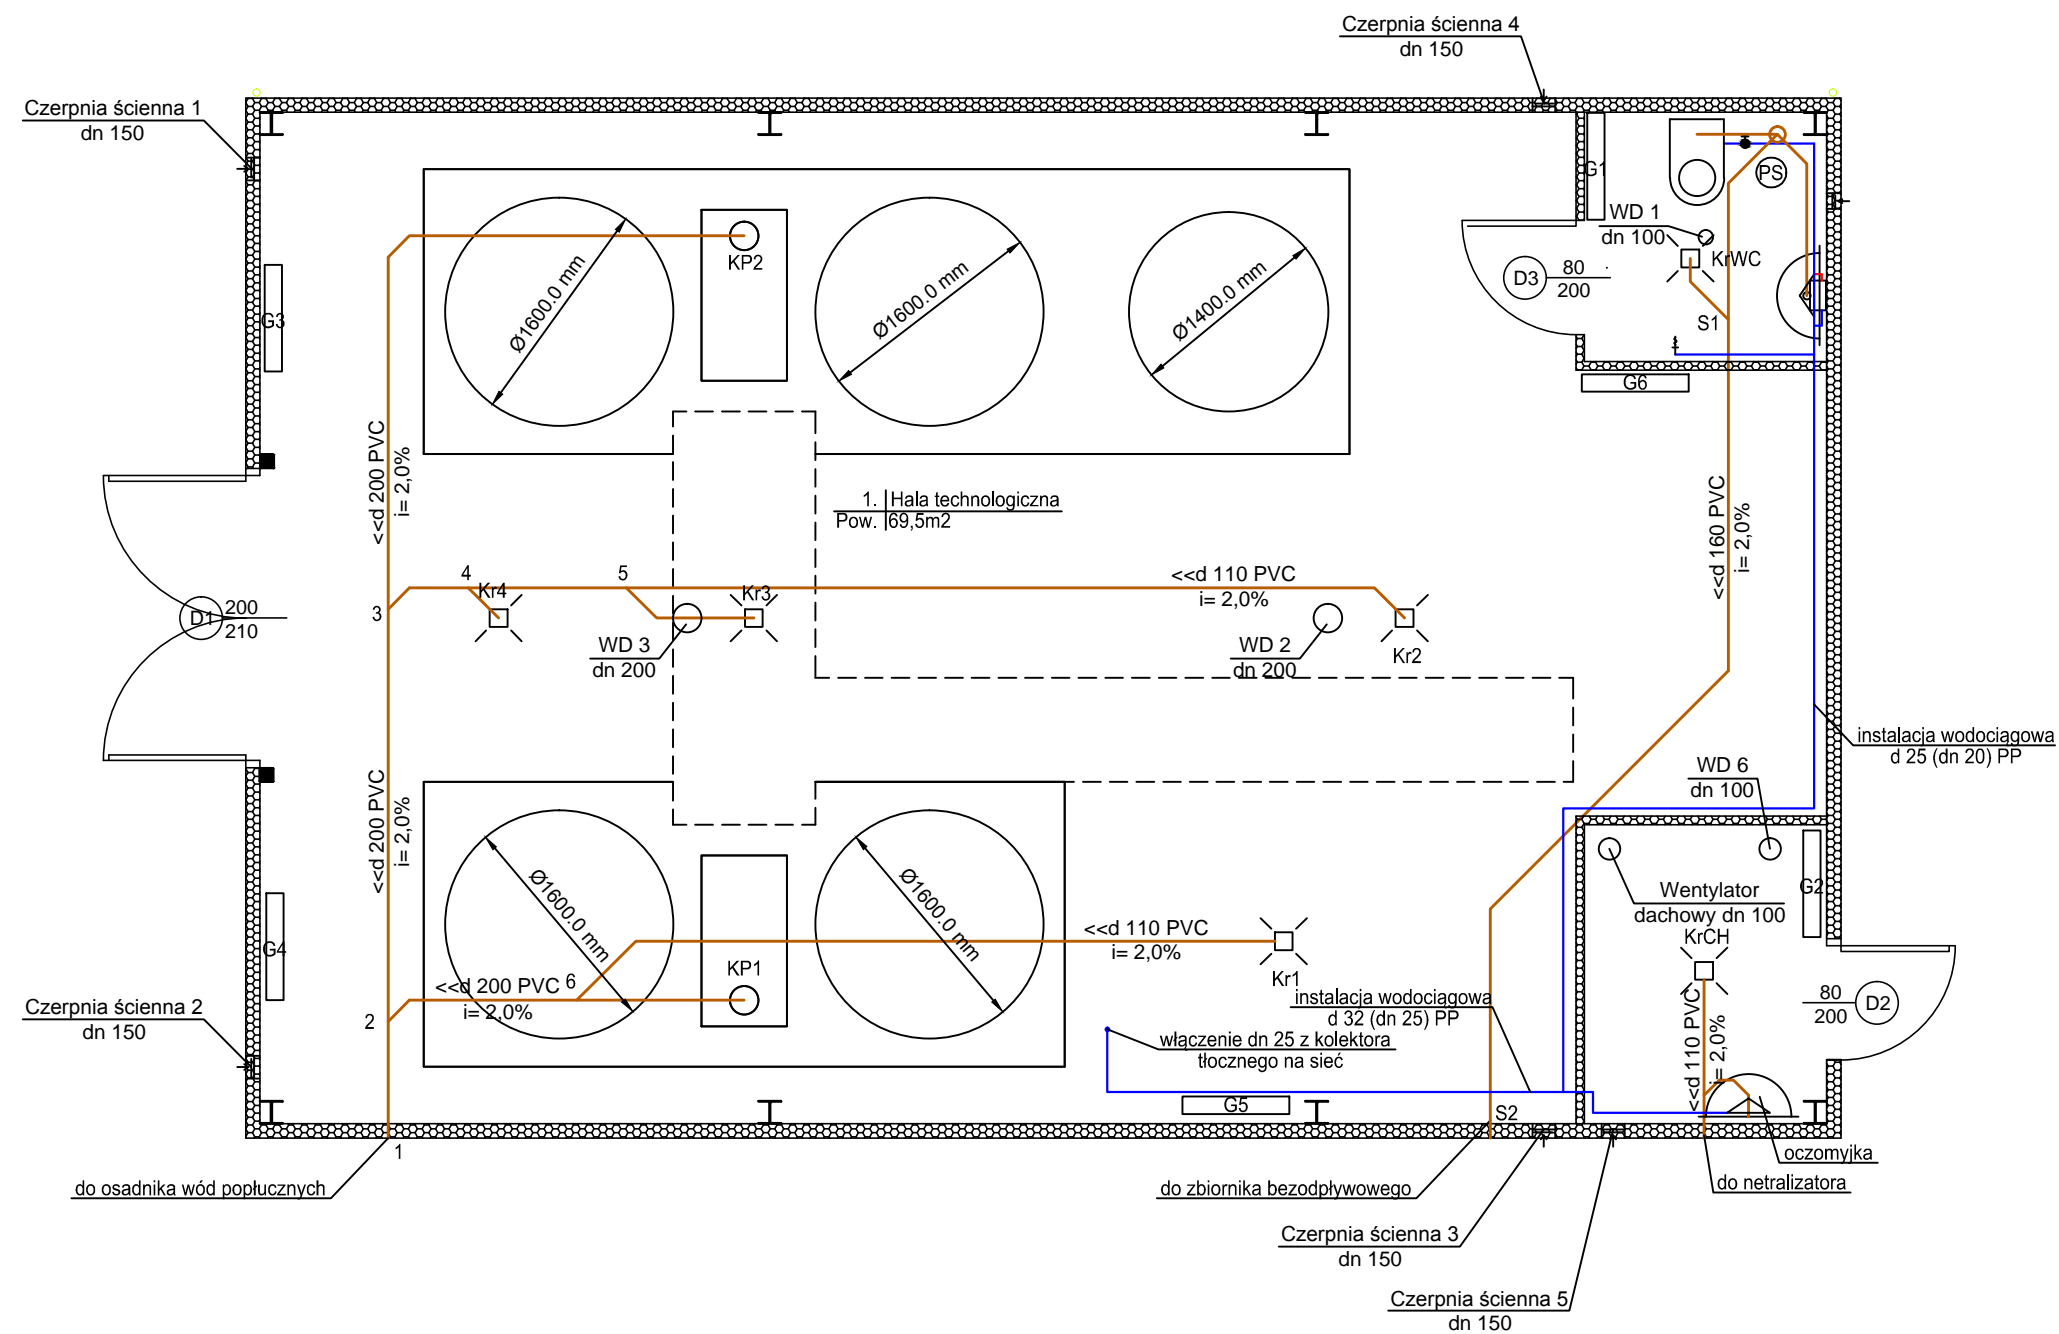 Czerpnia ścienna 4
dn 150
Czerpnia ścienna 1
dn 150
G1
PS
WD 1
dn 100
KrWC
KP2
D3
80
200
S1
G3
Ø1600.0 mm
Ø1600.0 mm
Ø1400.0 mm
G6
<<d 200 PVC
i= 2,0%
1. Hala technologiczna
Pow. 69,5m2
<<d 160 PVC
i= 2,0%
4
Kr4
5
Kr3
<<d 110 PVC
i= 2,0%
3
D1
200
210
WD 3
dn 200
WD 2
dn 200
Kr2
instalacja wodociągowa
d 25 (dn 20) PP
<<d 200 PVC
i= 2,0%
WD 6
dn 100
Ø1600.0 mm
Ø1600.0 mm
Wentylator
dachowy dn 100
G2
<<d 110 PVC
i= 2,0%
KrCH
G4
KP1
Kr1
<<d 200 PVC
i= 2,0%
6
2
Czerpnia ścienna 2
dn 150
instalacja wodociągowa
d 32 (dn 25) PP
80
200
D2
włączenie dn 25 z kolektora
tłocznego na sieć
<<d 110 PVC
i= 2,0%
G5
S2
1
oczomyjka
do osadnika wód popłucznych
do zbiornika bezodpływowego
do netralizatora
Czerpnia ścienna 3
dn 150
Czerpnia ścienna 5
dn 150